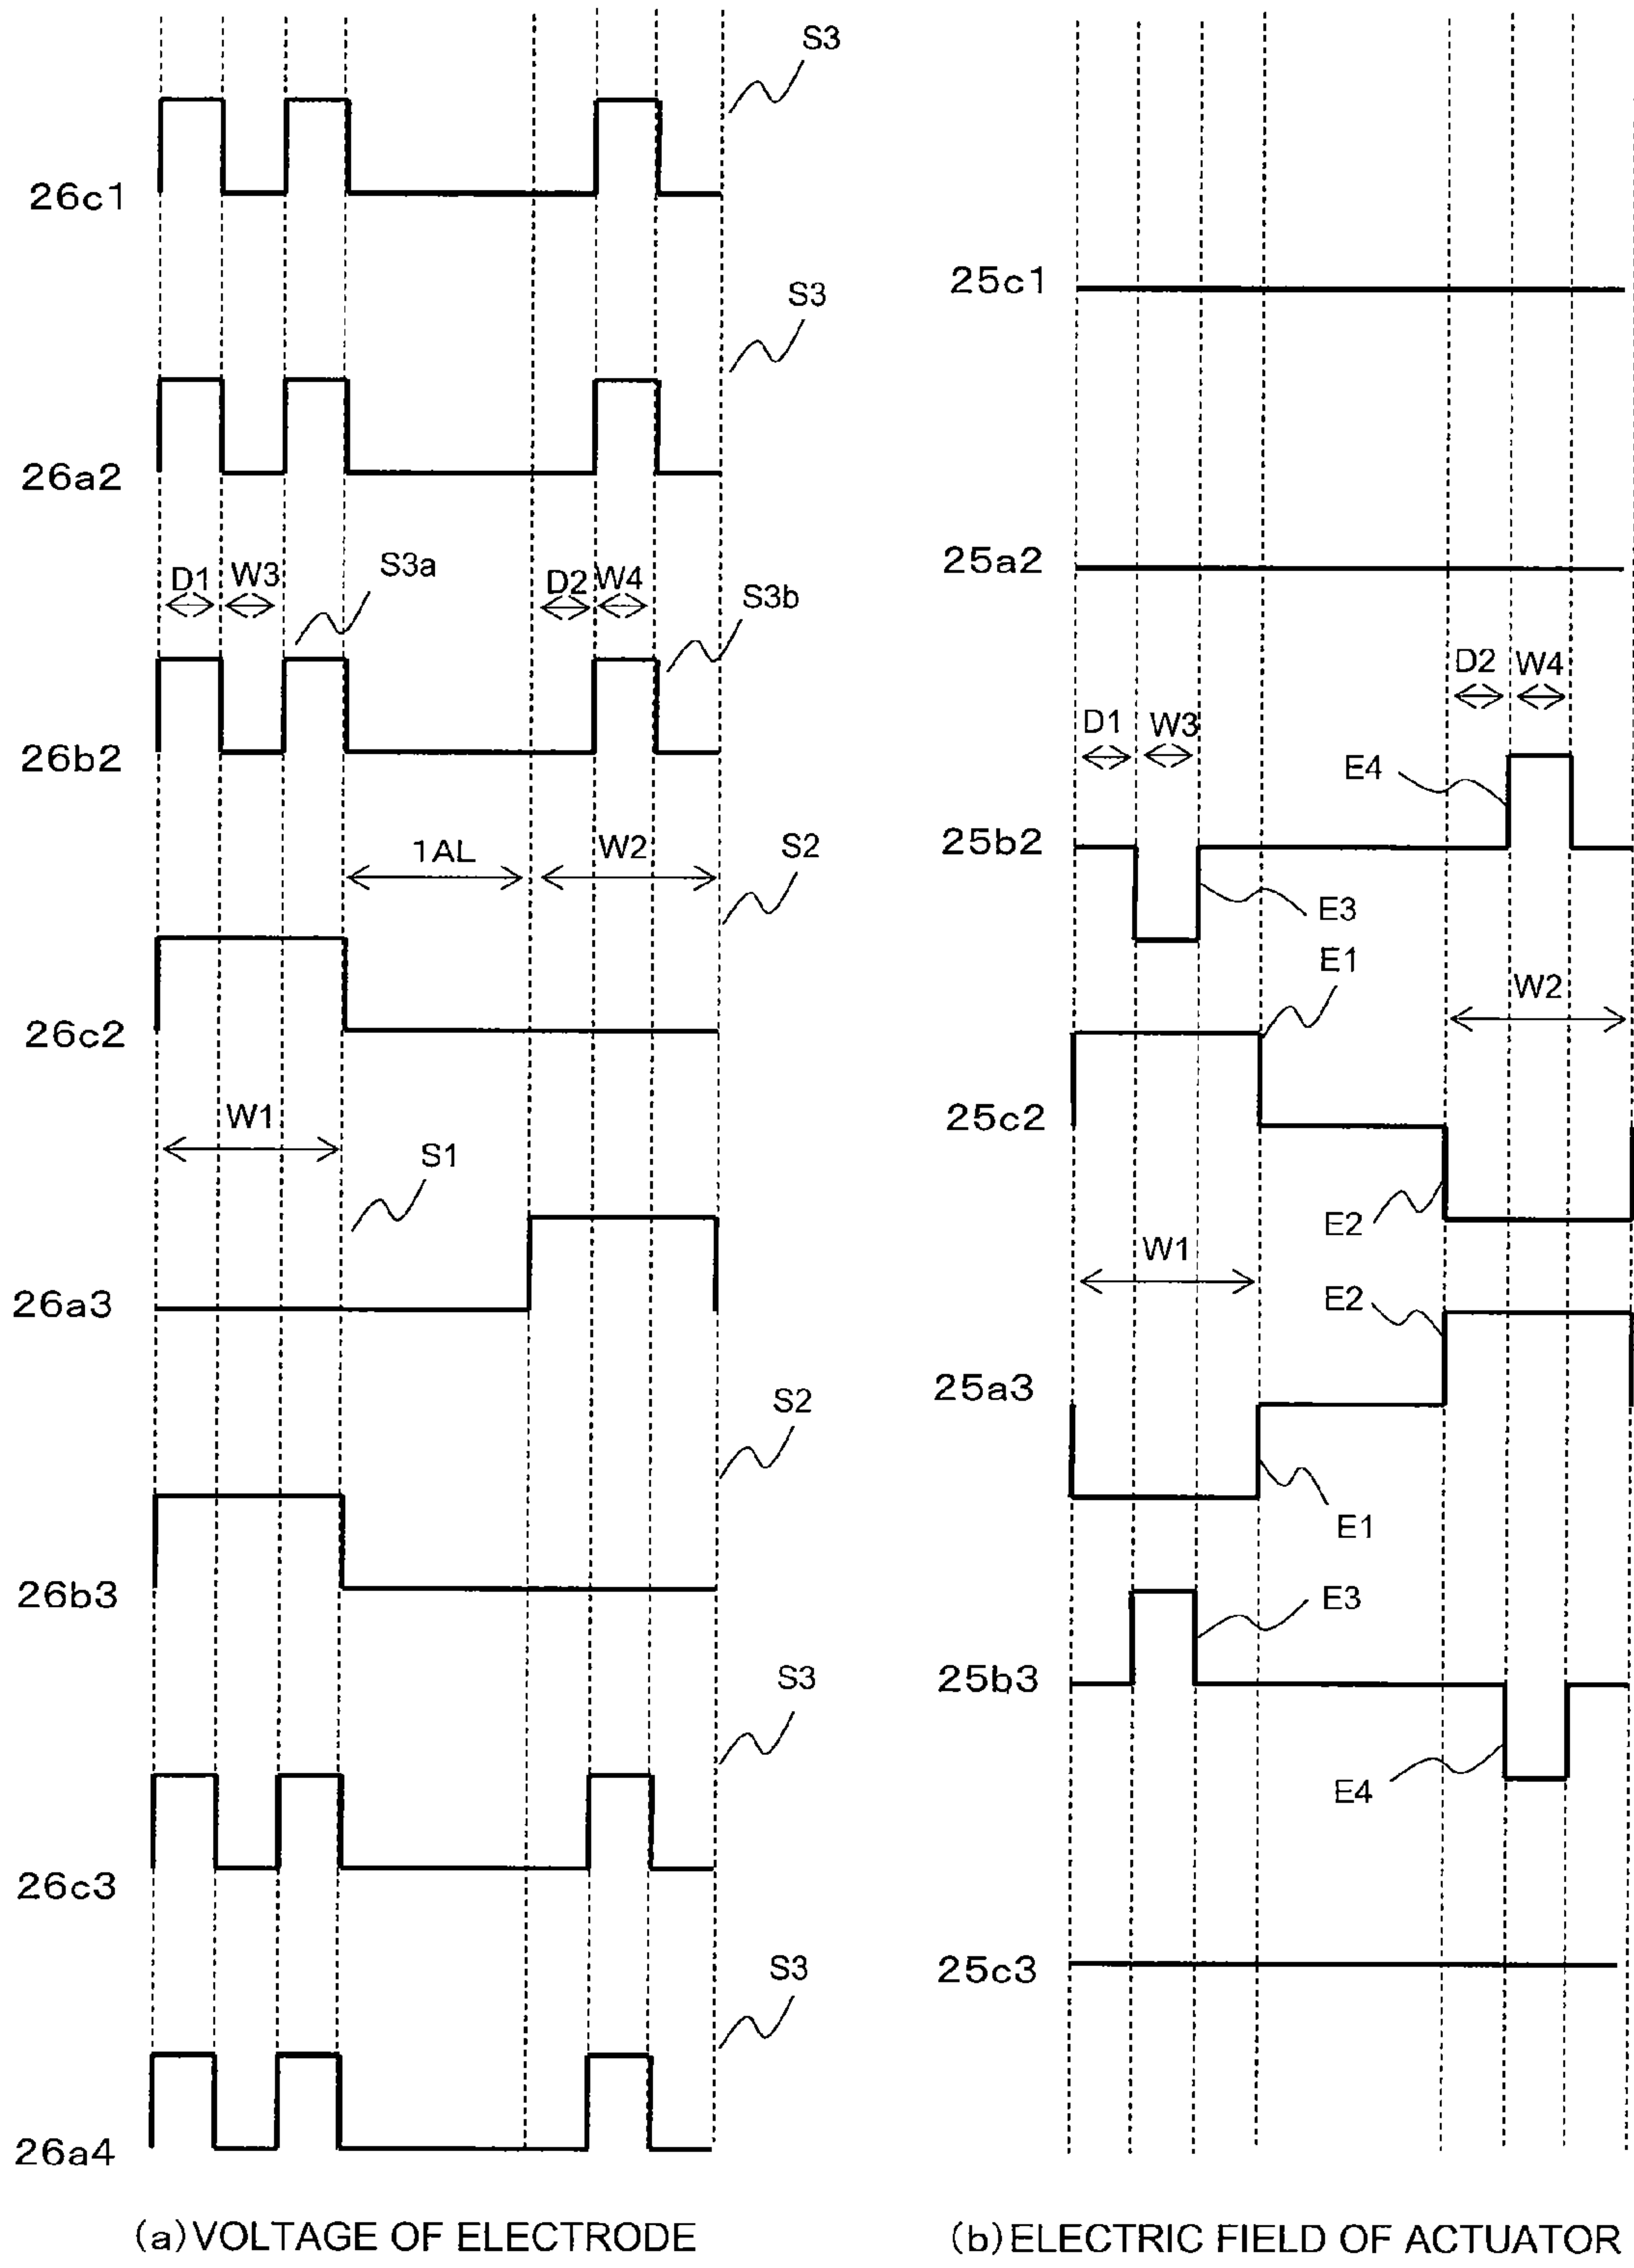 S3
26c1
S3
26a2
D1 W3 S3a D2 W4 S3b
26b2
1AL W2 S2
26c2
W1
S1
26a3
S2
26b3
S3
26c3
S3
26a4
(a)VOLTAGE OF ELECTRODE
25c1
25a2
D2 W4
D1 W3
E4
25b2
E3
E1
W2
25c2
E2
W1
E2
25a3
E1
E3
25b3
E4
25c3
(b)ELECTRIC FIELD OF ACTUATOR